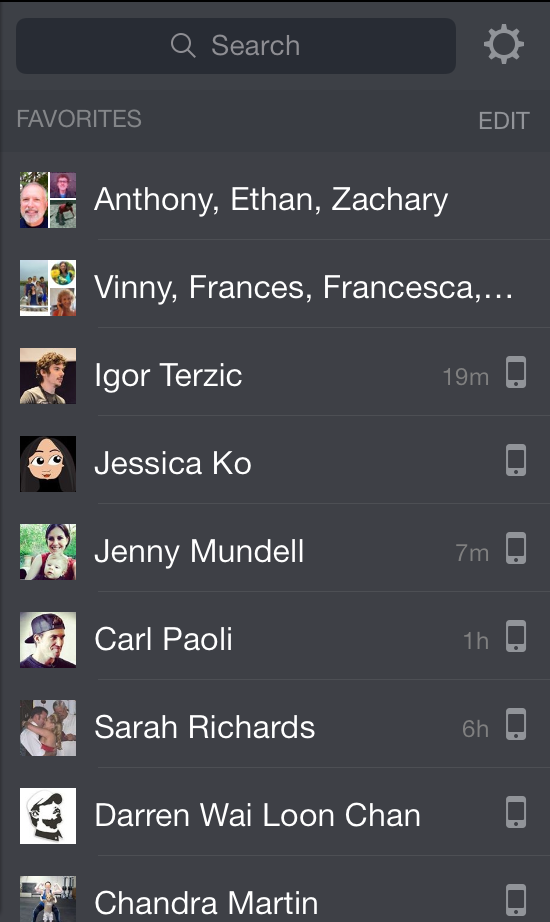 Search
FAVORITES
EDIT
Anthony, Ethan, Zachary
Vinny, Frances, Francesca,...
Igor Terzic
19m
Jessica Ko
Jenny Mundell
7m
Carl Paoli
1h
Sarah Richards
6h
Darren Wai Loon Chan
Chandra Martin